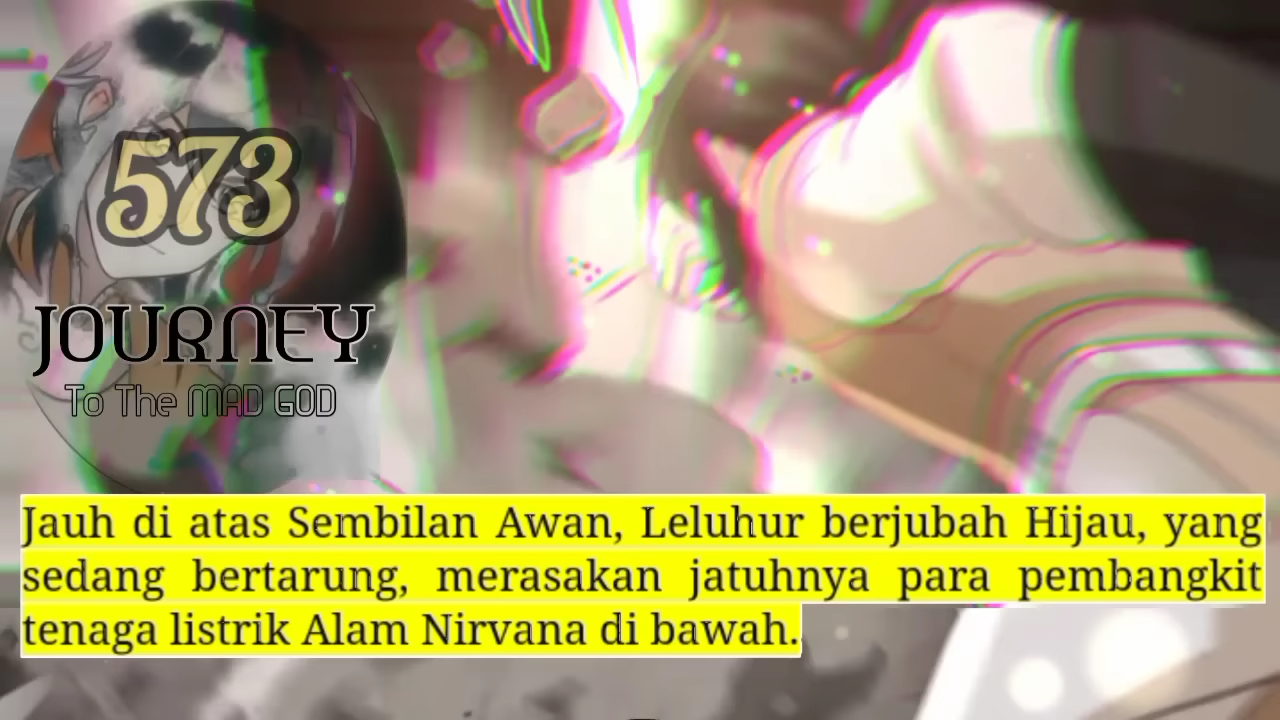 573
JOURNEY
To The MAD GOD
Jauh di atas Sembilan Awan, Leluhur berjubah Hijau, yang
sedang bertarung, merasakan jatuhnya para pembangkit
tenaga listrik Alam Nirvana di bawah.